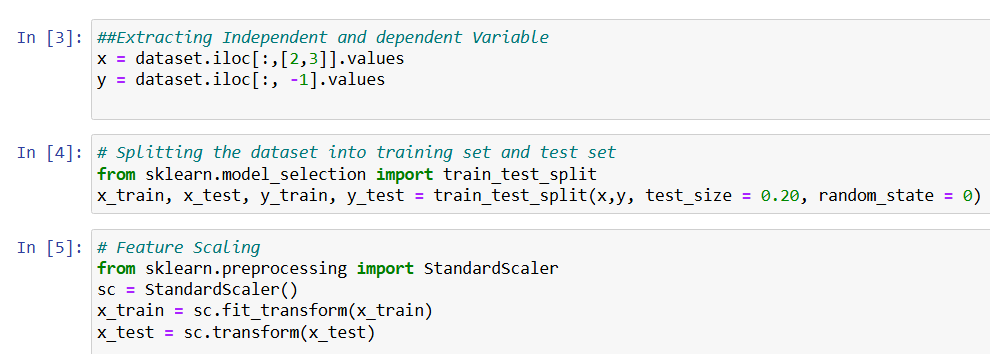 In [3]: ##Extracting Independent and dependent Variable
x = dataset.iloc[:,[2,3]].values
y = dataset.iloc[:, -1].values
In [4]: # Splitting the dataset into training set and test set
from sklearn.model_selection import train_test_split
x_train, x_test, y_train, y_test = train_test_split(x,y, test_size = 0.20, random_state = 0)
In [5]: # Feature Scaling
from sklearn.preprocessing import StandardScaler
sc = StandardScaler()
x_train = sc.fit_transform(x_train)
x_test = sc.transform(x_test)